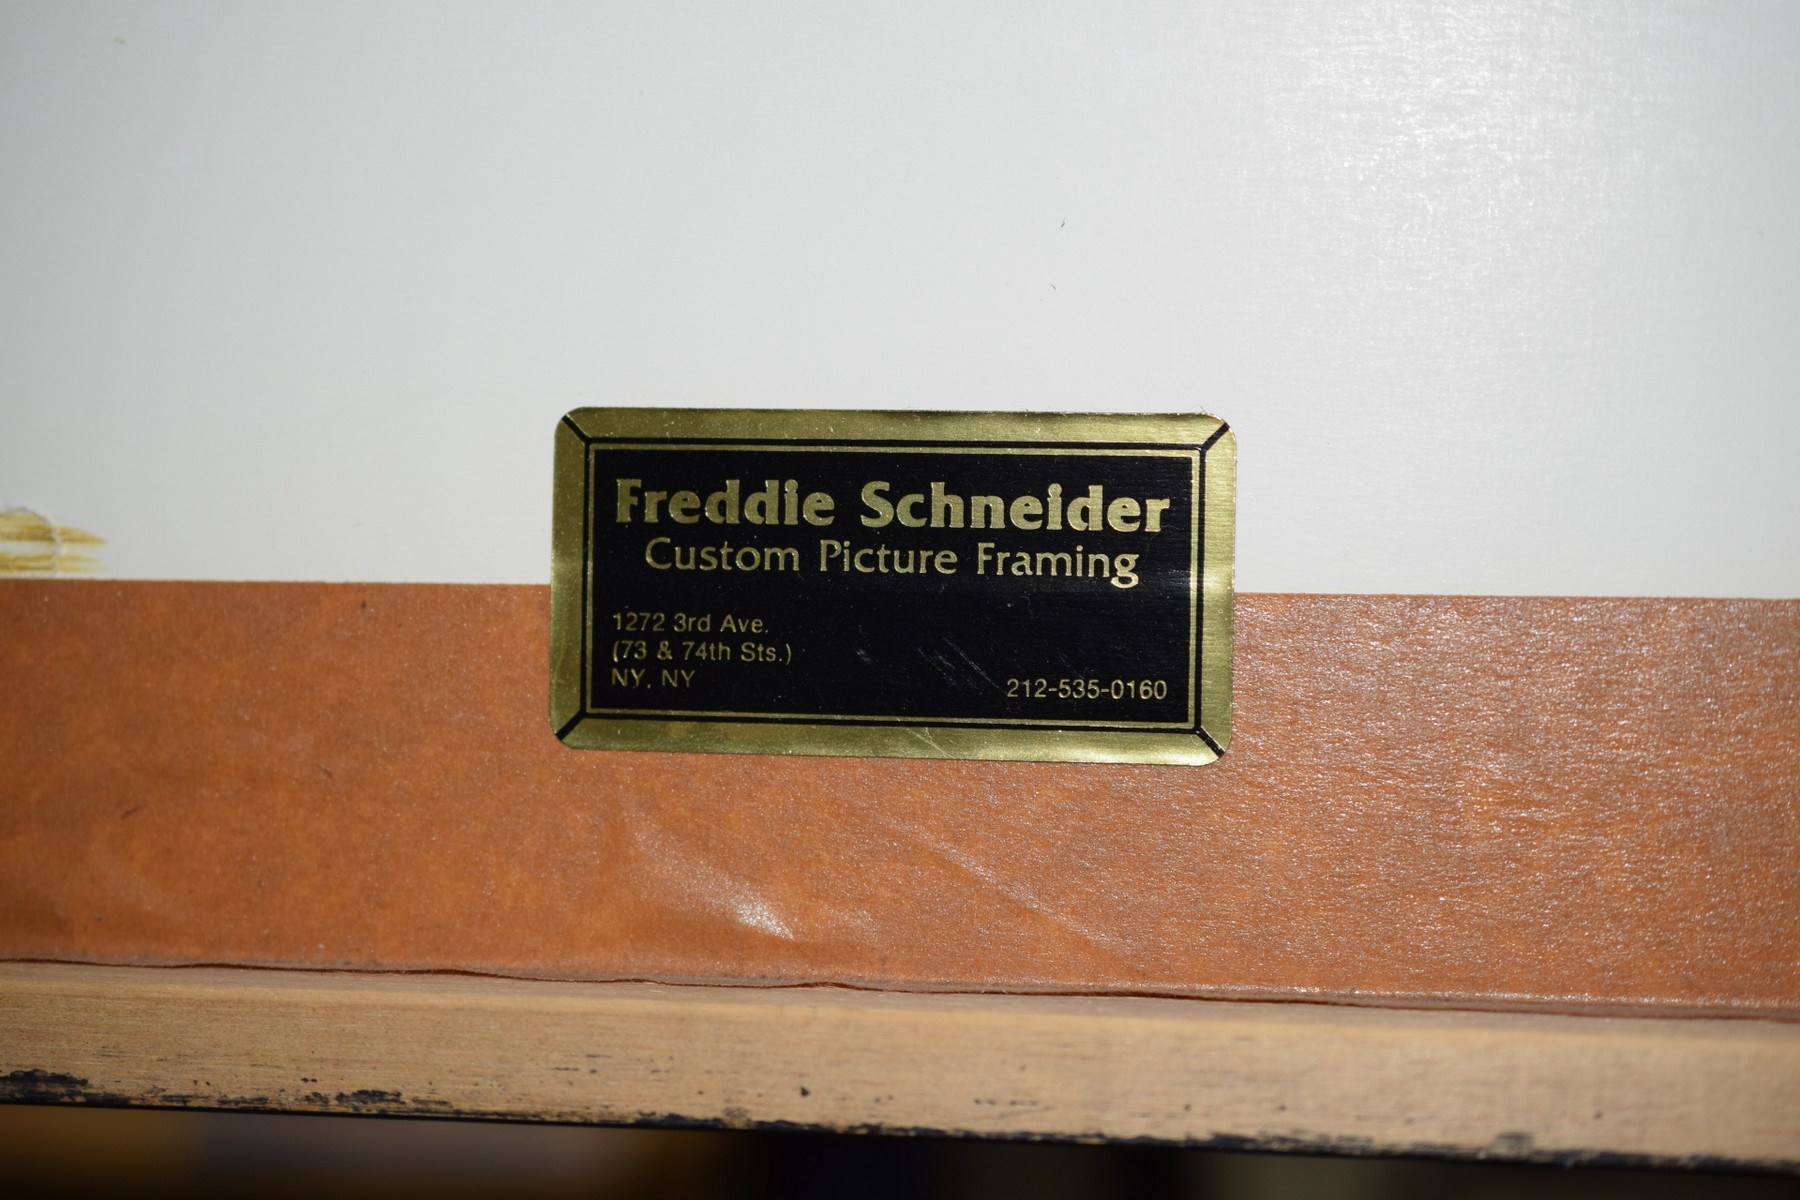 Freddie Schneider
Custom Picture Framing
1272 3rd Ave.
(73 & 74th Sts.)
NY, NY
212-535-0160